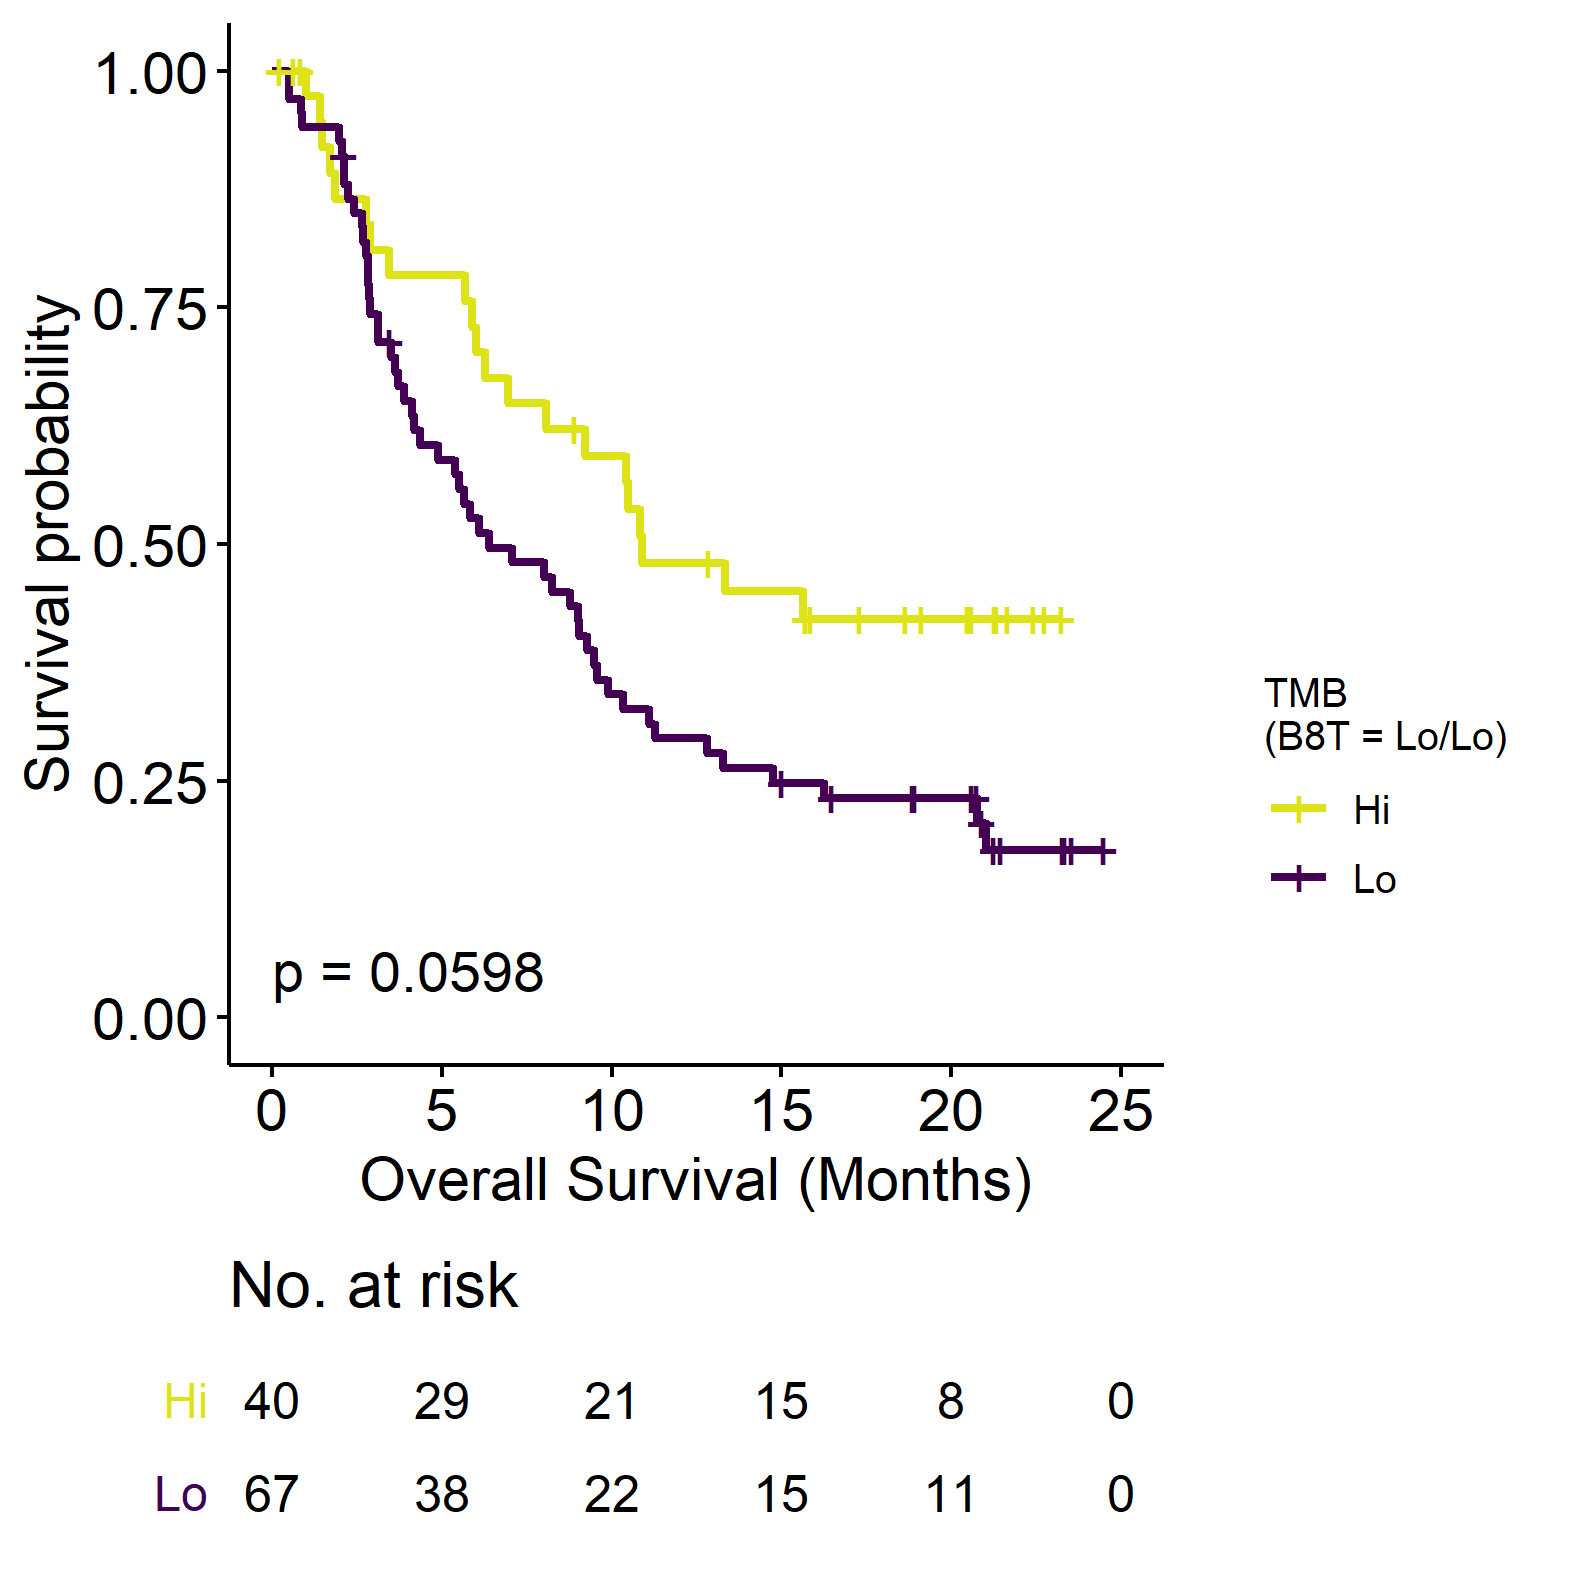 1.00
0.75
0.50
0.25
0.00
Survival probability
p = 0.0598
0 5 10 15 20 25
Overall Survival (Months)
TMB
(B8T = Lo/Lo)
Hi
Lo
No. at risk
Hi 40 29 21 15 8 0
Lo 67 38 22 15 11 0